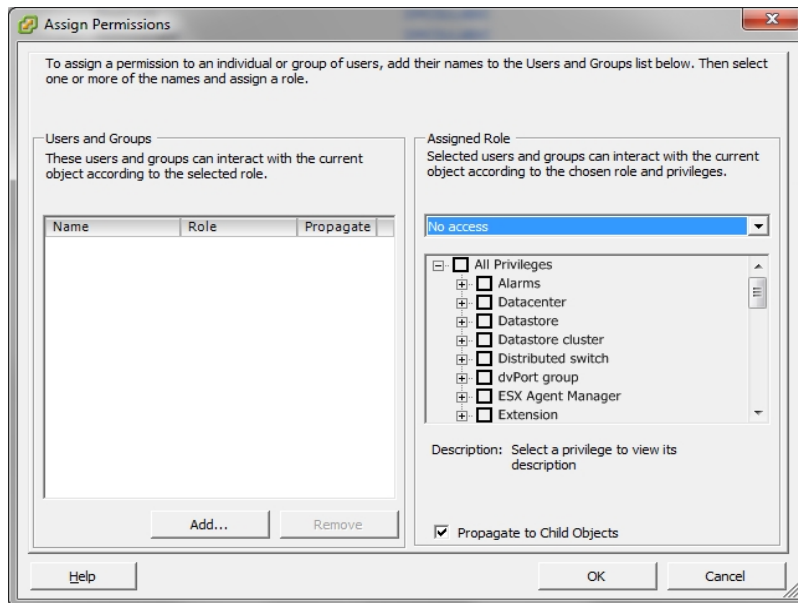 Assign Permissions
To assign a permission to an individual or group of users, add their names to the Users and Groups list below. Then select
one or more of the names and assign a role.
Users and Groups
These users and groups can interact with the current
object according to the selected role.
Name Role Propagate
Add...
Remove
Assigned Role
Selected users and groups can interact with the current
object according to the chosen role and privileges.
No access
All Privileges
Alarms
Datacenter
Datastore
Datastore cluster
Distributed switch
dvPort group
ESX Agent Manager
Extension
Description: Select a privilege to view its
description
Propagate to Child Objects
Help
OK
Cancel